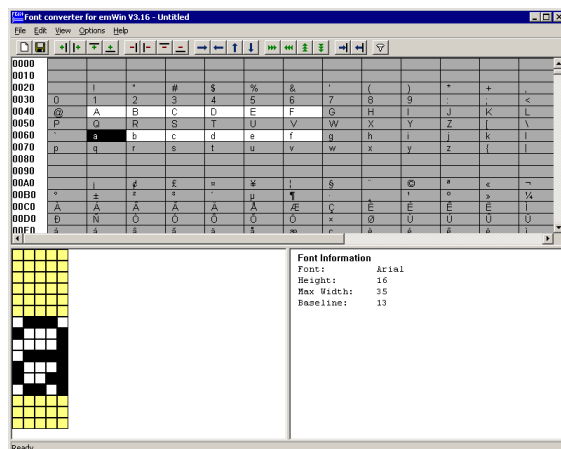 Font converter for emWin V3.16 - Untitled
File Edit View Options Help
0000
0010
0020 ! " # $ % & ' ( ) * + ,
0030 0 1 2 3 4 5 6 7 8 9 : ; <
0040 @ A B C D E F G H I J K L
0050 P Q R S T U V W X Y Z [ \
0060 ` a b c d e f g h i j k l
0070 p q r s t u v w x y z { |
0080
0090
00A0 ¡ ¢ £ ¤ ¥ ¦ § ¨ © ª « ¬
00B0 ° ± ² ³ ´ µ ¶ · ¸ ¹ º » ¼
00C0 À Á Â Ã Ä Å Æ Ç È É Ê Ë Ì
00D0 Ð Ñ Ò Ó Ô Õ Ö × Ø Ù Ú Û Ü
00E0
Font Information
Font: Arial
Height: 16
Max Width: 35
Baseline: 13
Ready